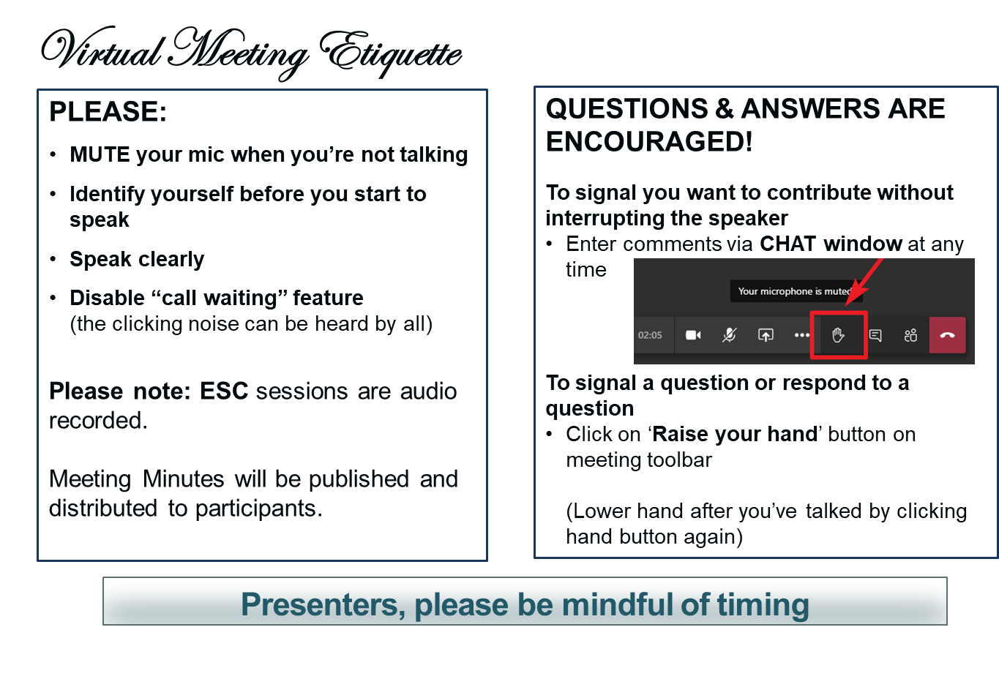 Virtual Meeting Etiquette
PLEASE:
• MUTE your mic when you’re not talking
• Identify yourself before you start to
speak
• Speak clearly
• Disable “call waiting” feature
(the clicking noise can be heard by all)
Please note: ESC sessions are audio
recorded.
Meeting Minutes will be published and
distributed to participants.
QUESTIONS & ANSWERS ARE
ENCOURAGED!
To signal you want to contribute without
interrupting the speaker
• Enter comments via CHAT window at any
time
Your microphone is muted
02:05
To signal a question or respond to a
question
• Click on ‘Raise your hand’ button on
meeting toolbar
(Lower hand after you’ve talked by clicking
hand button again)
Presenters, please be mindful of timing